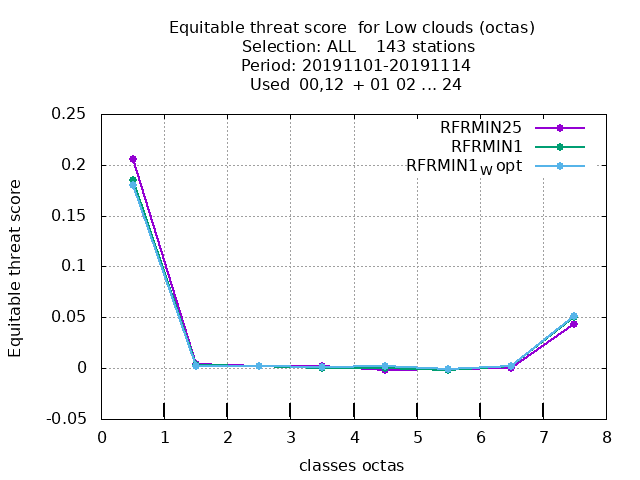 Equitable threat score for Low clouds (octas)
Selection: ALL 143 stations
Period: 20191101-20191114
Used 00,12 + 01 02 ... 24
RFRMIN25
RFRMIN1
RFRMIN1W opt
Equitable threat score
0.25
0.2
0.15
0.1
0.05
0
-0.05
0 1 2 3 4 5 6 7 8
classes octas